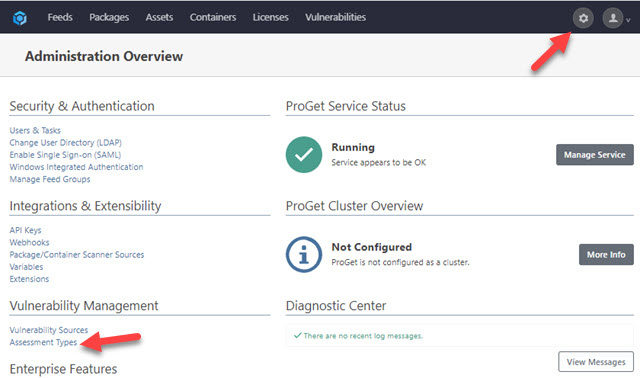 Feeds Packages Assets Containers Licenses Vulnerabilities
Administration Overview
Security & Authentication
Users & Tasks
Change User Directory (LDAP)
Enable Single Sign-on (SAML)
Windows Integrated Authentication
Manage Feed Groups
Integrations & Extensibility
API Keys
Webhooks
Package/Container Scanner Sources
Variables
Extensions
Vulnerability Management
Vulnerability Sources
Assessment Types
Enterprise Features
ProGet Service Status
Running
Service appears to be OK
Manage Service
ProGet Cluster Overview
Not Configured
ProGet is not configured as a cluster.
More Info
Diagnostic Center
There are no recent log messages.
View Messages